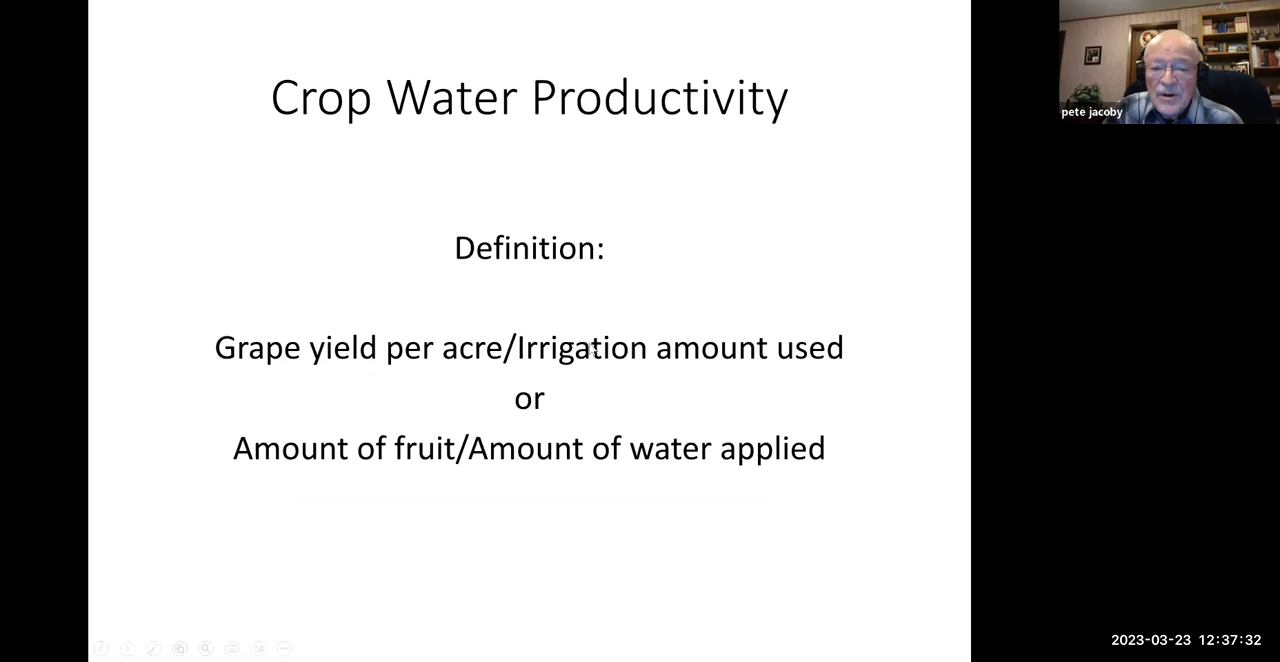 Crop Water Productivity
Definition:
Grape yield per acre/Irrigation amount used
or
Amount of fruit/Amount of water applied
pete jacoby
2023-03-23 12:37:32